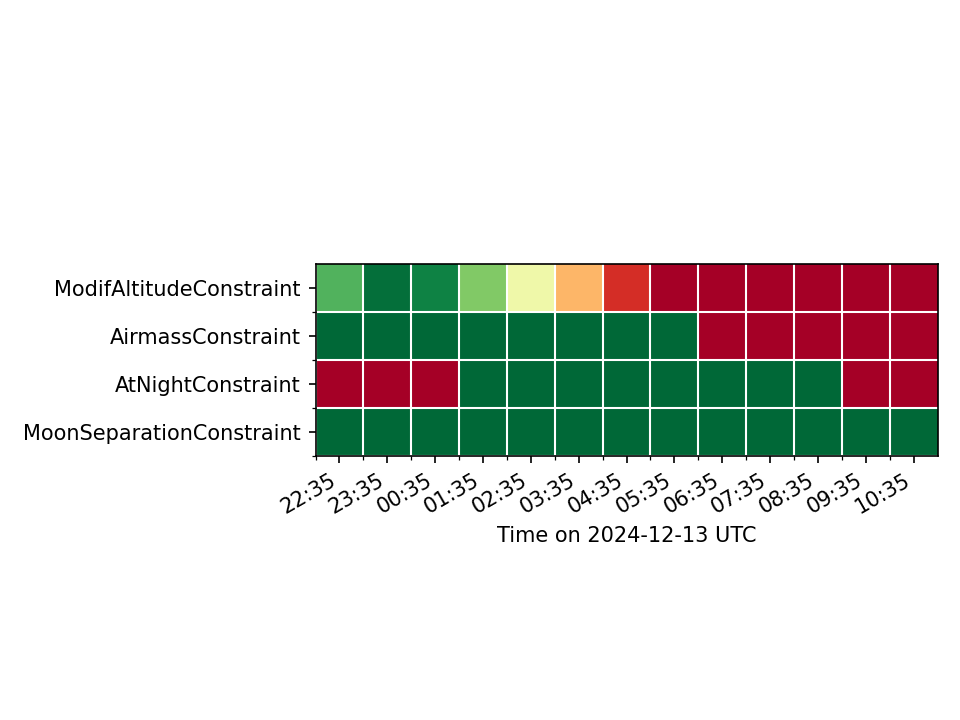 ModifAltitudeConstraint
AirmassConstraint
AtNightConstraint
MoonSeparationConstraint
22:35 23:35 00:35 01:35 02:35 03:35 04:35 05:35 06:35 07:35 08:35 09:35 10:35
Time on 2024-12-13 UTC